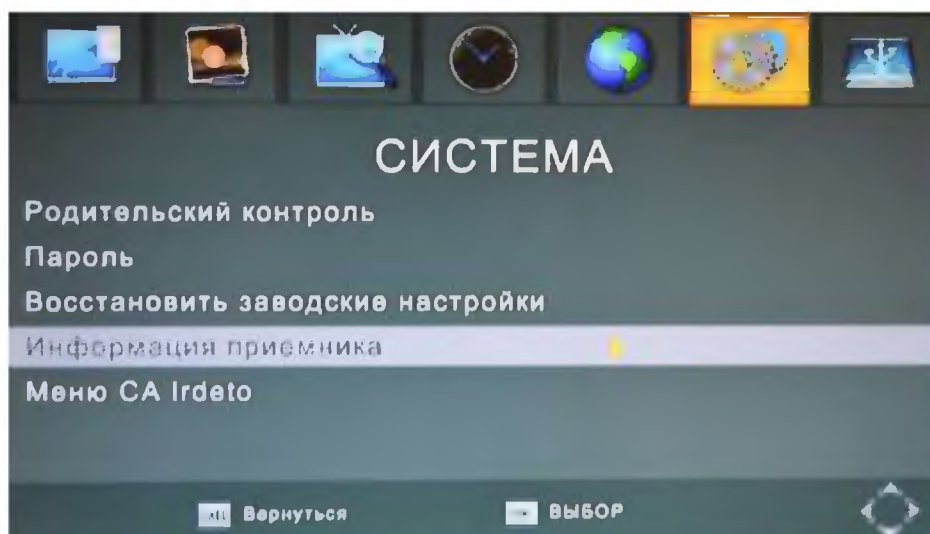 СИСТЕМА
Родительский контроль
Пароль
Восстановить заводские настройки
Информация приемника
Меню CA Irdeto
Вернуться ВЫБОР